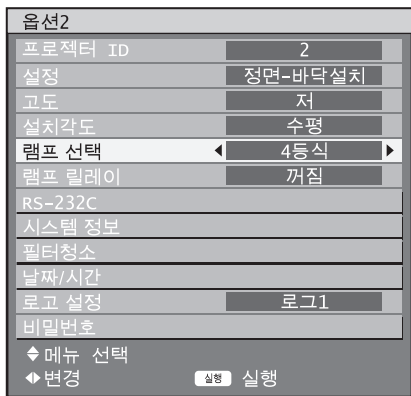 옵션2
프로젝터 ID 2
설정 정면-바닥설치
고도 저
설치각도 수평
램프 선택 4등식
램프 릴레이 꺼짐
RS-232C
시스템 정보
필터청소
날짜/시간
로고 설정 로그1
비밀번호
메뉴 선택
변경 실행 실행